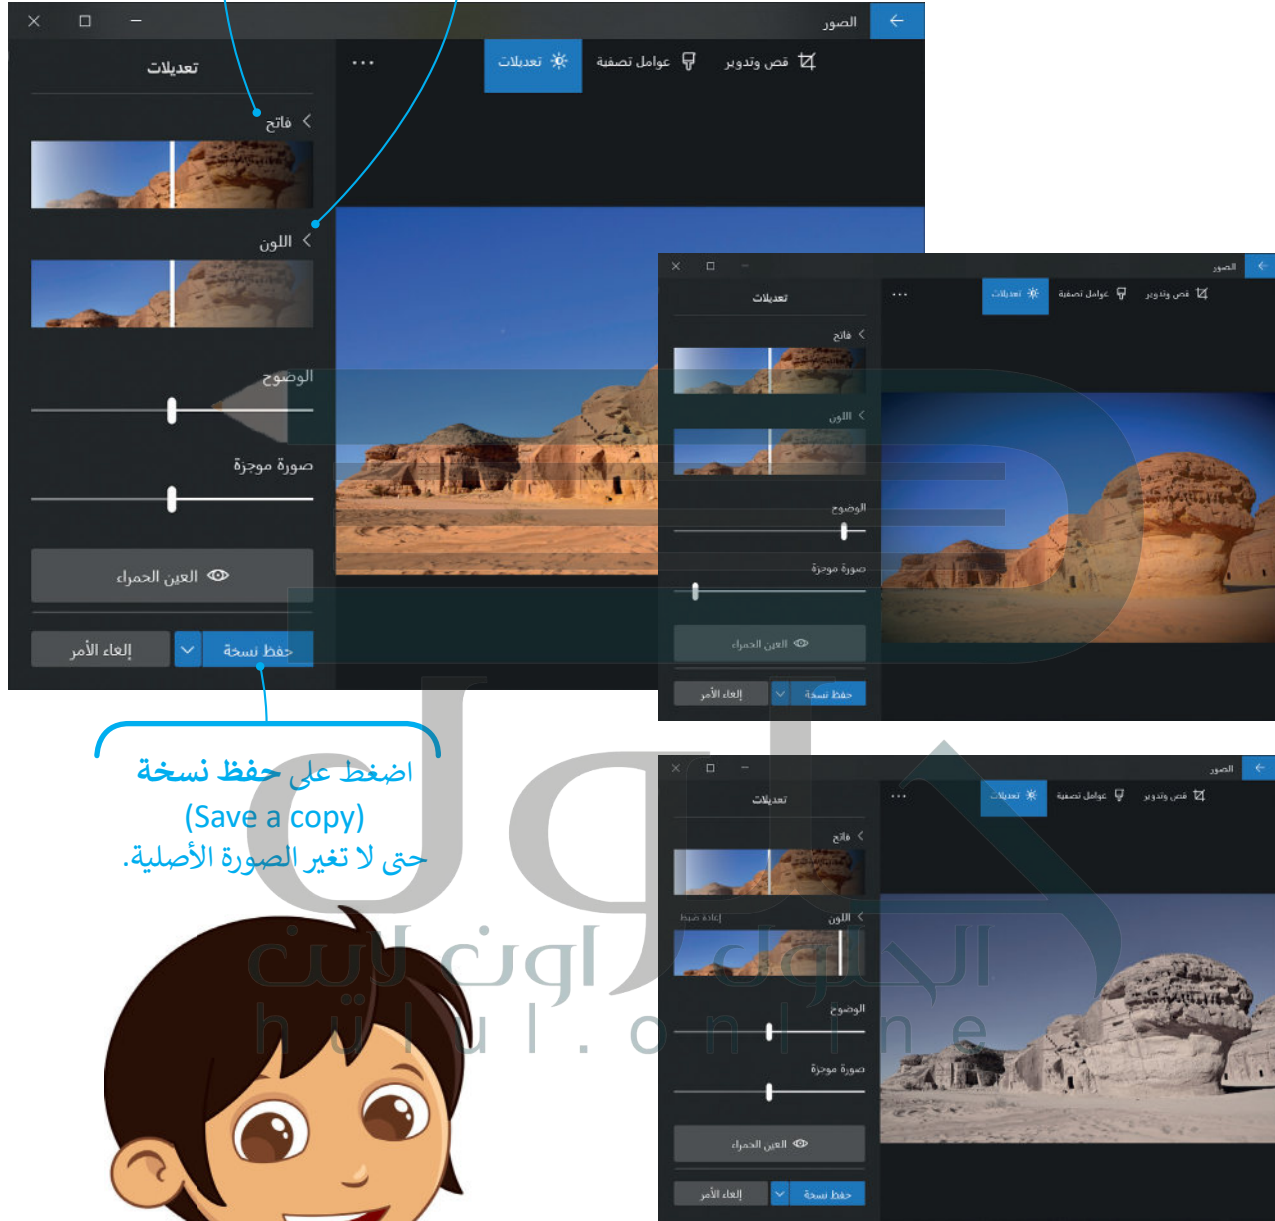 الصور
قص وتدوير
عوامل تصفية
تعديلات
...
تعديلات
فاتح
اللون
الوضوح
صورة موجزة
العين الحمراء
حفظ نسخة
إلغاء الأمر
الصور
قص وتدوير
عوامل تصفية
تعديلات
...
تعديلات
فاتح
اللون
الوضوح
صورة موجزة
العين الحمراء
حفظ نسخة
إلغاء الأمر
اضغط على حفظ نسخة
(Save a copy)
حتى لا تغير الصورة الأصلية.
الصور
قص وتدوير
عوامل تصفية
تعديلات
...
تعديلات
فاتح
اللون
إعادة ضبط
الوضوح
صورة موجزة
العين الحمراء
حفظ نسخة
إلغاء الأمر
حلول
الحلول اون لاين
hulul.online